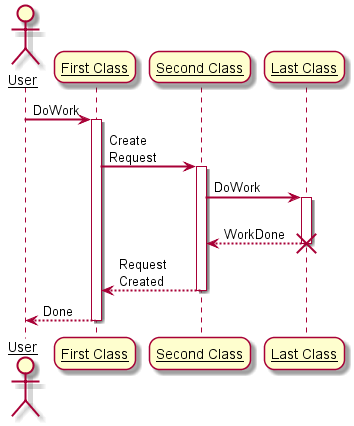 User
First Class
Second Class
Last Class
DoWork
Create
Request
DoWork
WorkDone
Request
Created
Done
User
First Class
Second Class
Last Class